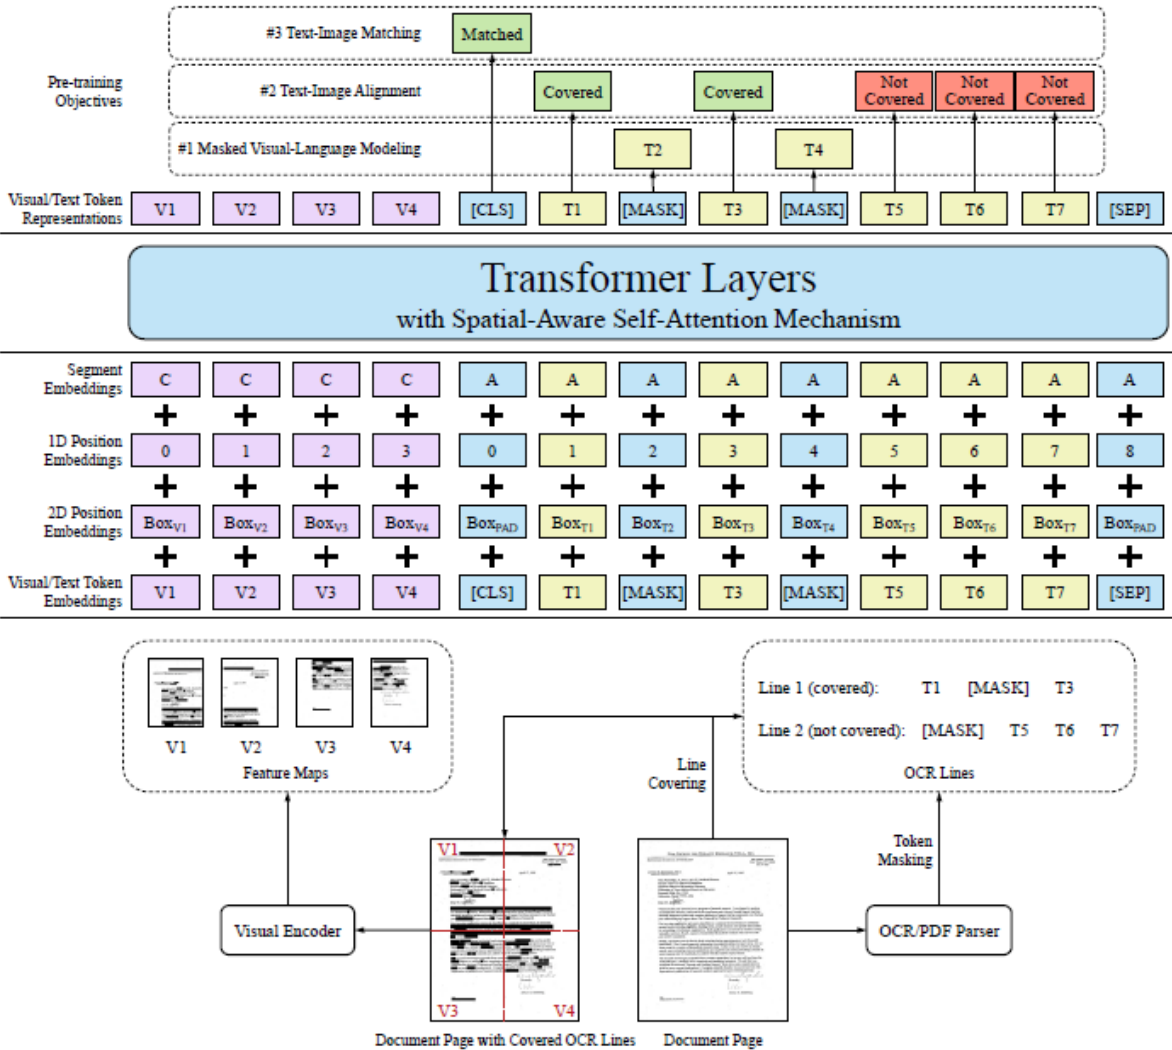 #3 Text-Image Matching Matched
Pre-training Objectives
#2 Text-Image Alignment Covered Covered Not Covered Not Covered Not Covered
#1 Masked Visual-Language Modeling T2 T4
Visual/Text Token Representations V1 V2 V3 V4 [CLS] T1 [MASK] T3 [MASK] T5 T6 T7 [SEP]
Transformer Layers
with Spatial-Aware Self-Attention Mechanism
Segment Embeddings C C C C A A A A A A A A A
+ + + + + + + + + + + + +
1D Position Embeddings 0 1 2 3 0 1 2 3 4 5 6 7 8
+ + + + + + + + + + + + +
2D Position Embeddings BoxV1 BoxV2 BoxV3 BoxV4 BoxPAD BoxT1 BoxT2 BoxT3 BoxT4 BoxT5 BoxT6 BoxT7 BoxPAD
+ + + + + + + + + + + + +
Visual/Text Token Embeddings V1 V2 V3 V4 [CLS] T1 [MASK] T3 [MASK] T5 T6 T7 [SEP]
V1 V2 V3 V4
Feature Maps
Line 1 (covered): T1 [MASK] T3
Line 2 (not covered): [MASK] T5 T6 T7
OCR Lines
Line Covering
Token Masking
Visual Encoder
V1 V2
V3 V4
OCR/PDF Parser
Document Page with Covered OCR Lines
Document Page